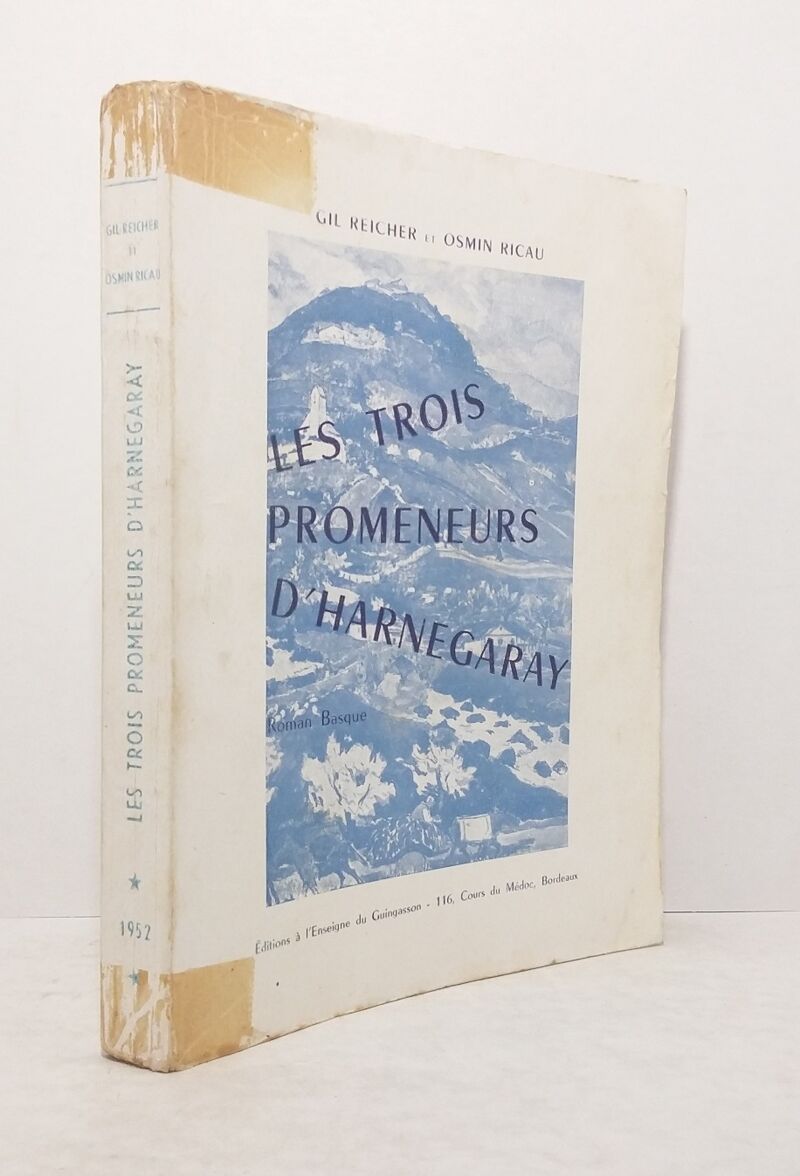 GIL REICHER
ET
OSMIN RICAU
LES TROIS PROMENEURS D'HARNEGARAY
1952
GIL REICHER ET OSMIN RICAU
LES TROIS
PROMENEURS
D'HARNEGARAY
Roman Basque
Éditions à l'Enseigne du Guingasson - 116, Cours du Médoc, Bordeaux